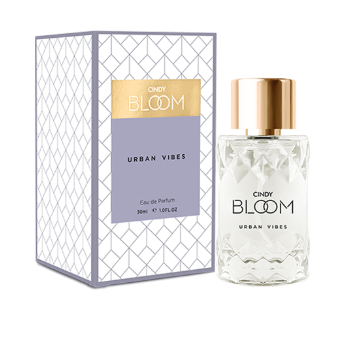 CINDY
BLOOM
URBAN VIBES
Eau de Parfum
30ml ℮ 1.0FL.OZ
CINDY
BLOOM
URBAN VIBES